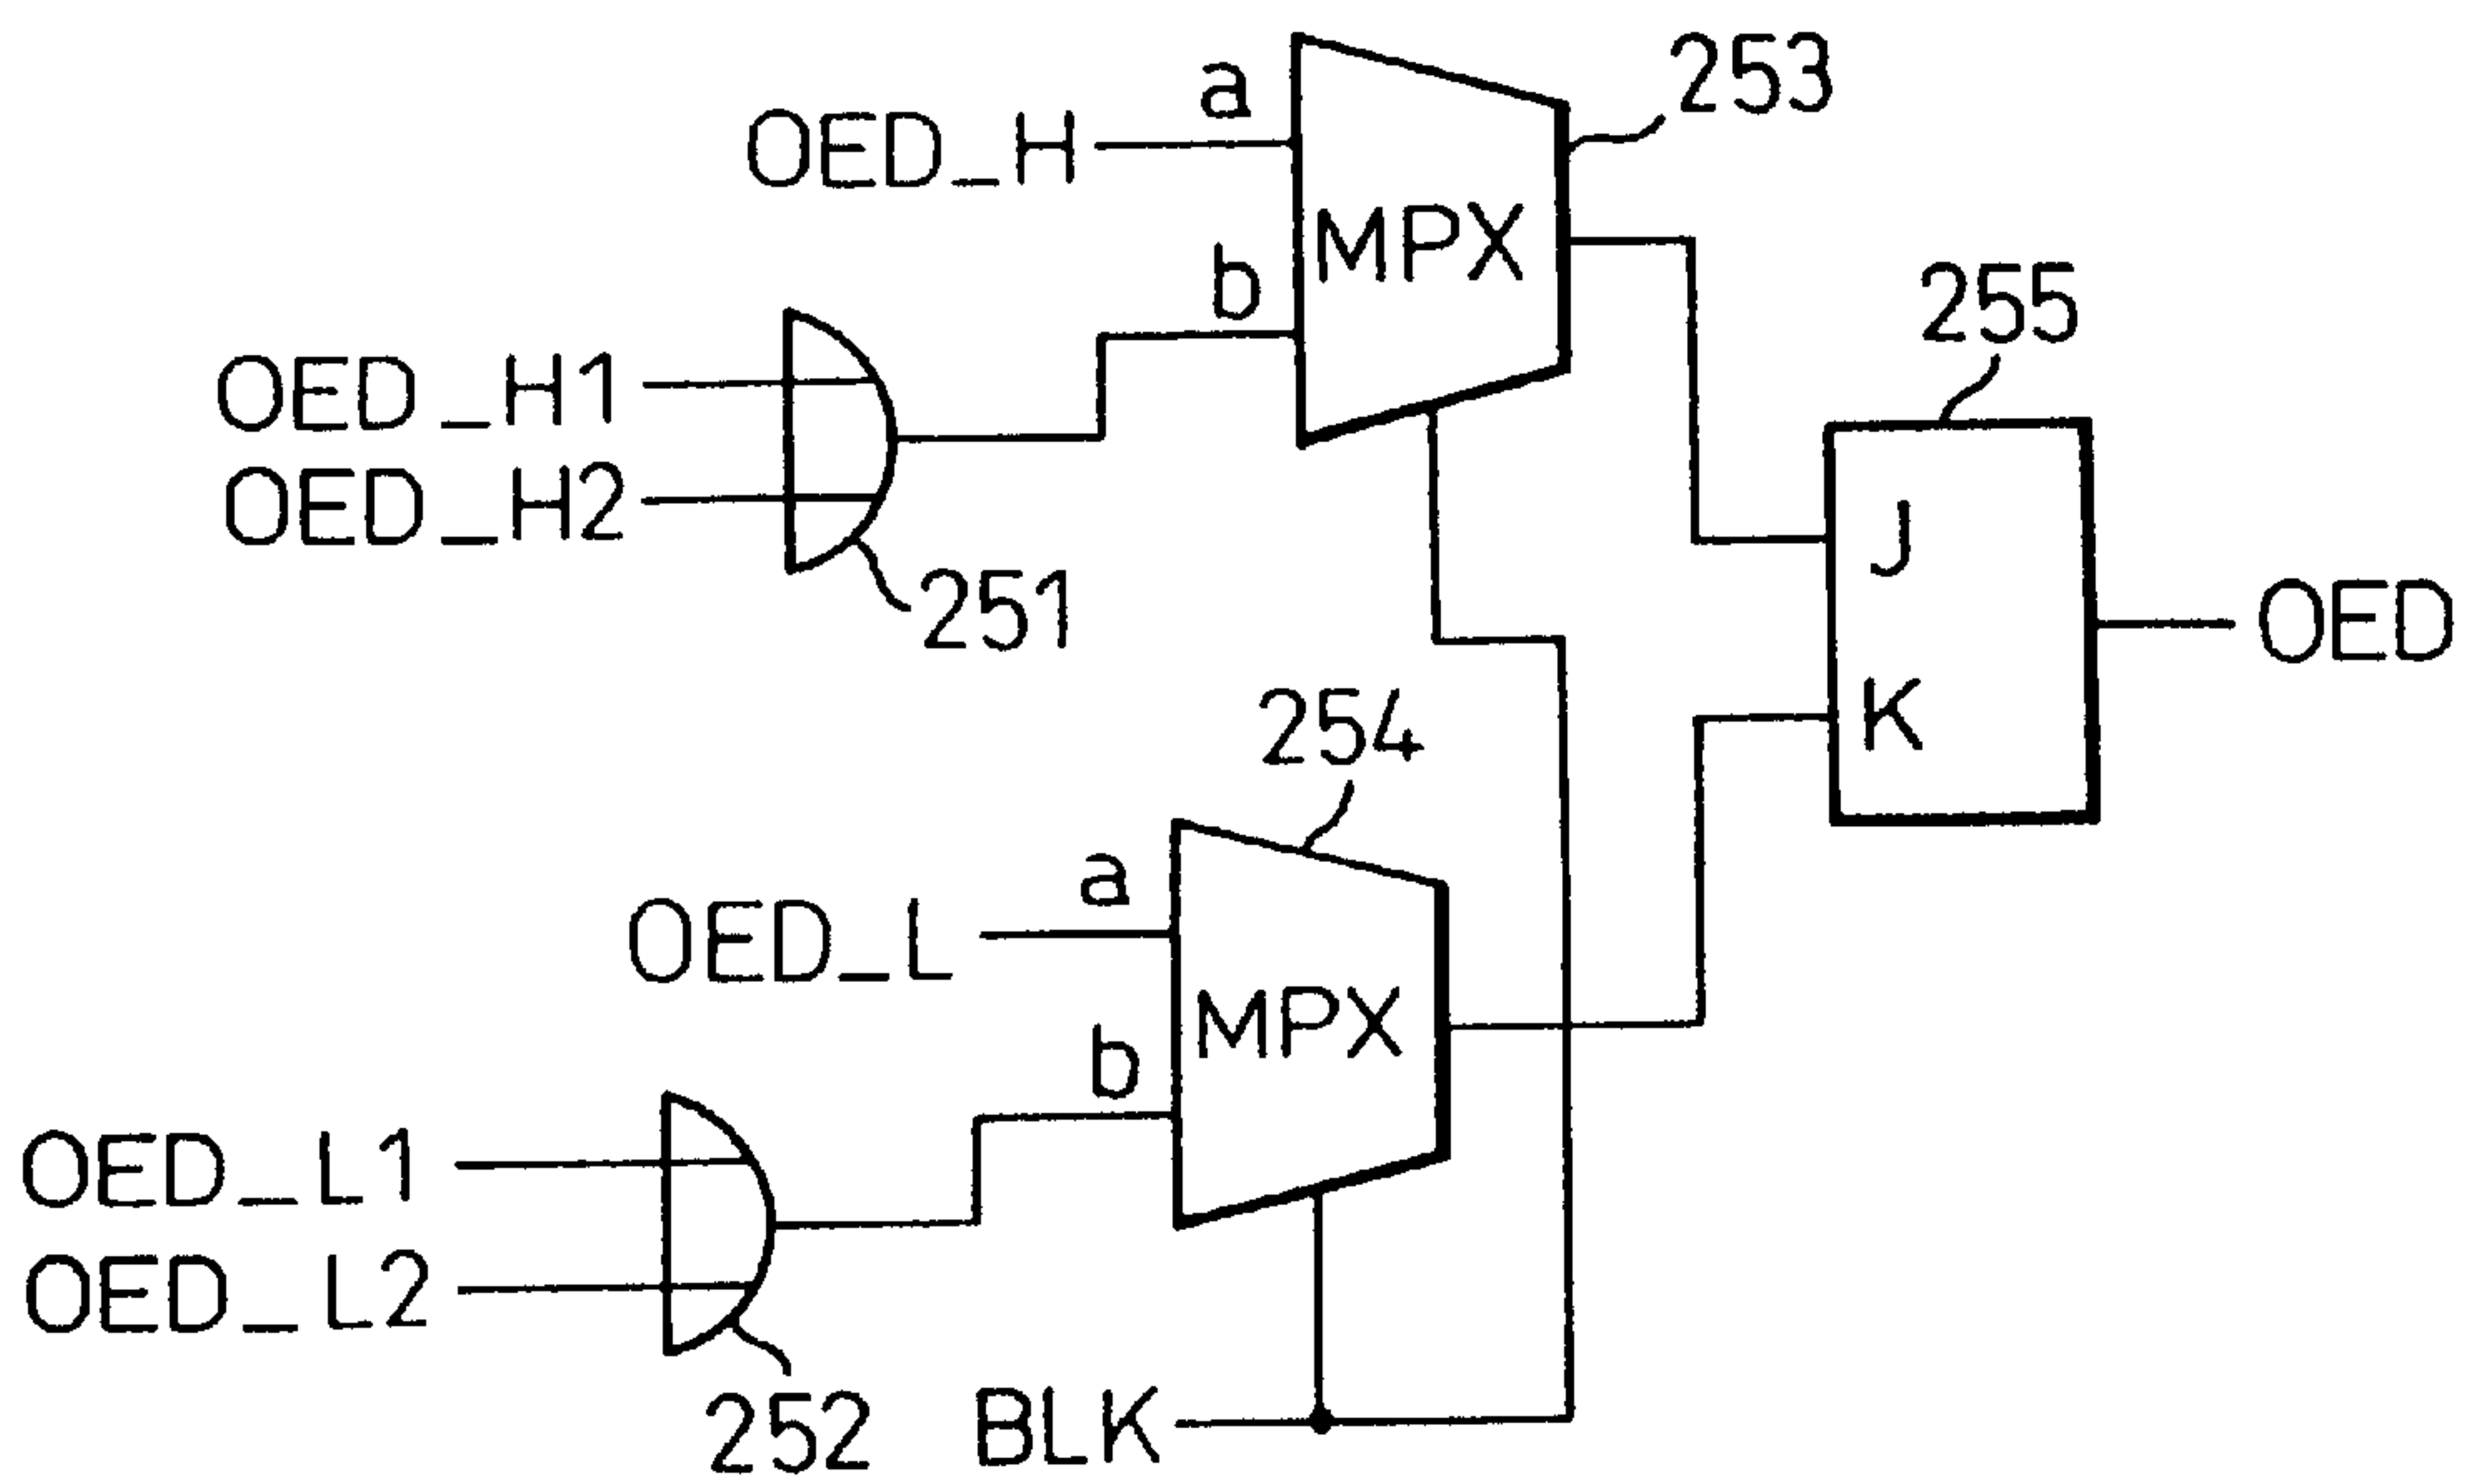 253
a
OED_H
MPX
b
255
OED_H1
OED_H2
J
251
OED
K
254
a
OED_L
MPX
b
OED_L1
OED_L2
252
BLK